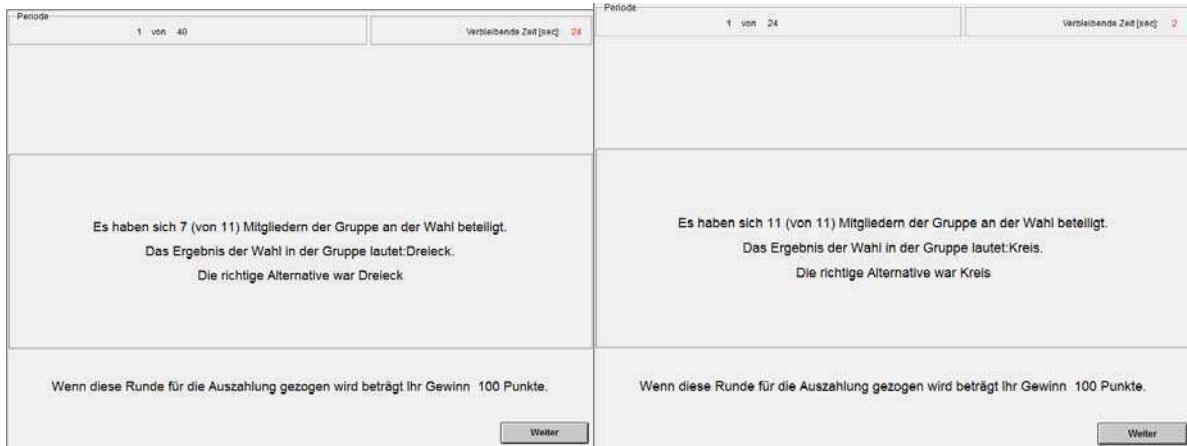 Periode
1 von 40
Verbleibende Zeit [sec]: 24
Es haben sich 7 (von 11) Mitgliedern der Gruppe an der Wahl beteiligt.
Das Ergebnis der Wahl in der Gruppe lautet:Dreieck.
Die richtige Alternative war Dreieck
Wenn diese Runde für die Auszahlung gezogen wird beträgt Ihr Gewinn 100 Punkte.
Weiter
Periode
1 von 24
Verbleibende Zeit [sec]: 2
Es haben sich 11 (von 11) Mitgliedern der Gruppe an der Wahl beteiligt.
Das Ergebnis der Wahl in der Gruppe lautet:Kreis.
Die richtige Alternative war Kreis
Wenn diese Runde für die Auszahlung gezogen wird beträgt Ihr Gewinn 100 Punkte.
Weiter